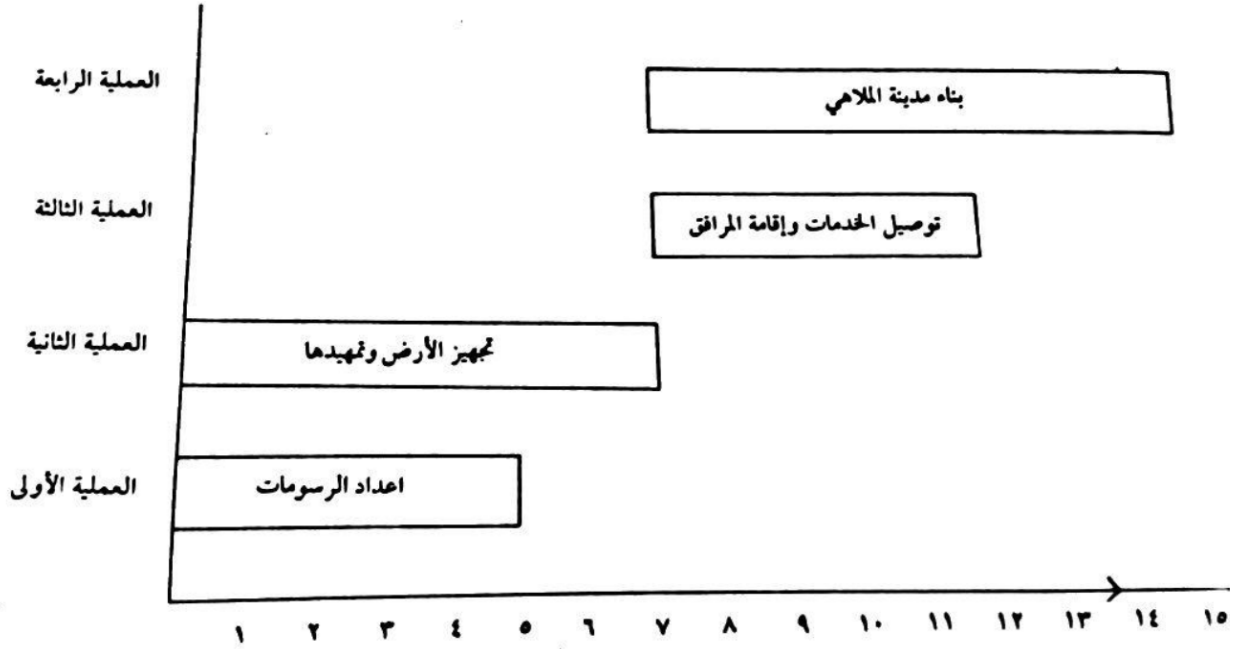 العملية الرابعة
بناء مدينة الملاهي
العملية الثالثة
توصيل الخدمات وإقامة المرافق
العملية الثانية
تجهيز الأرض وتمهيدها
العملية الأولى
اعداد الرسومات
١ ٢ ٣ ٤ ٥ ٦ ٧ ٨ ٩ ١٠ ١١ ١٢ ١٣ ١٤ ١٥